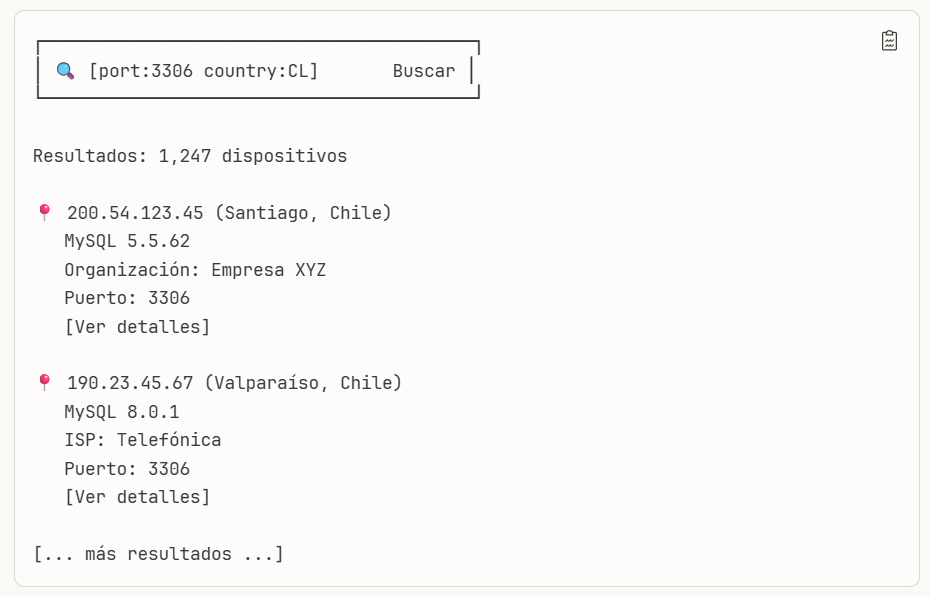 [port:3306 country:CL] Buscar
Resultados: 1,247 dispositivos
200.54.123.45 (Santiago, Chile)
MySQL 5.5.62
Organización: Empresa XYZ
Puerto: 3306
[Ver detalles]
190.23.45.67 (Valparaíso, Chile)
MySQL 8.0.1
ISP: Telefónica
Puerto: 3306
[Ver detalles]
[... más resultados ...]